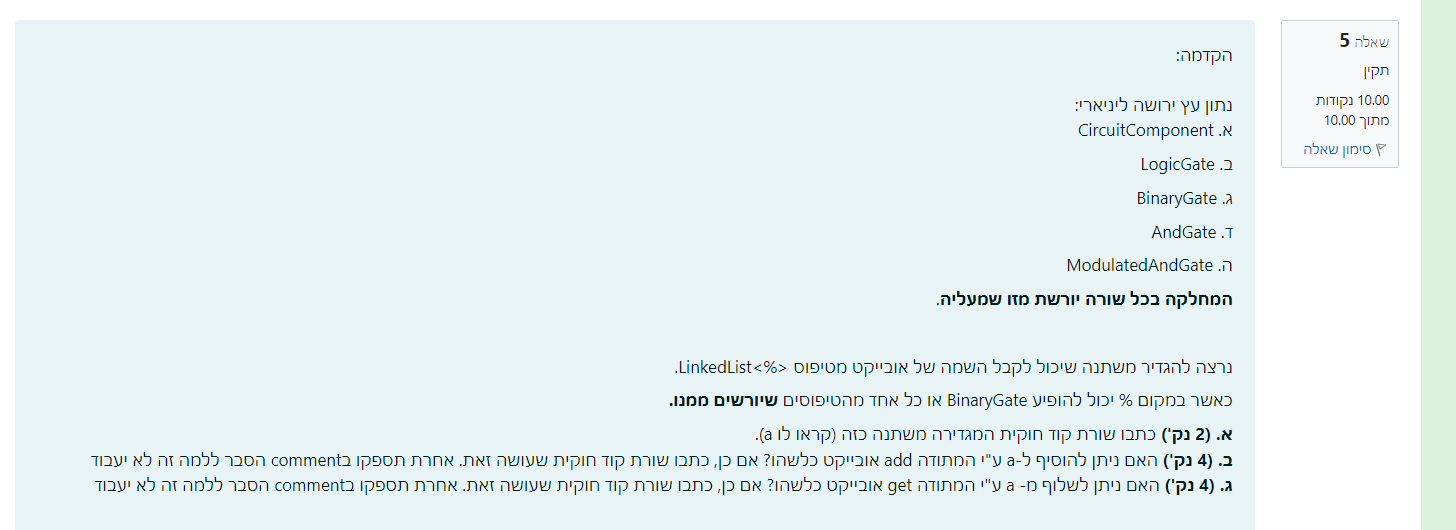 שאלה 5
תקין
10.00 נקודות
מתוך 10.00
סימון שאלה
הקדמה:
נתון עץ ירושה ליניארי:
א. CircuitComponent
ב. LogicGate
ג. BinaryGate
ד. AndGate
ה. ModulatedAndGate
המחלקה בכל שורה יורשת מזו שמעליה.
נרצה להגדיר משתנה שיכול לקבל השמה של אובייקט מטיפוס LinkedList<%>.
כאשר במקום % יכול להופיע BinaryGate או כל אחד מהטיפוסים שיורשים ממנו.
א. (2 נק') כתבו שורת קוד חוקית המגדירה משתנה כזה (קראו לו a).
ב. (4 נק') האם ניתן להוסיף ל-a ע"י המתודה add אובייקט כלשהו? אם כן, כתבו שורת קוד חוקית שעושה זאת. אחרת תספקו בcomment הסבר ללמה זה לא יעבוד
ג. (4 נק') האם ניתן לשלוף מ- a ע"י המתודה get אובייקט כלשהו? אם כן, כתבו שורת קוד חוקית שעושה זאת. אחרת תספקו בcomment הסבר ללמה זה לא יעבוד